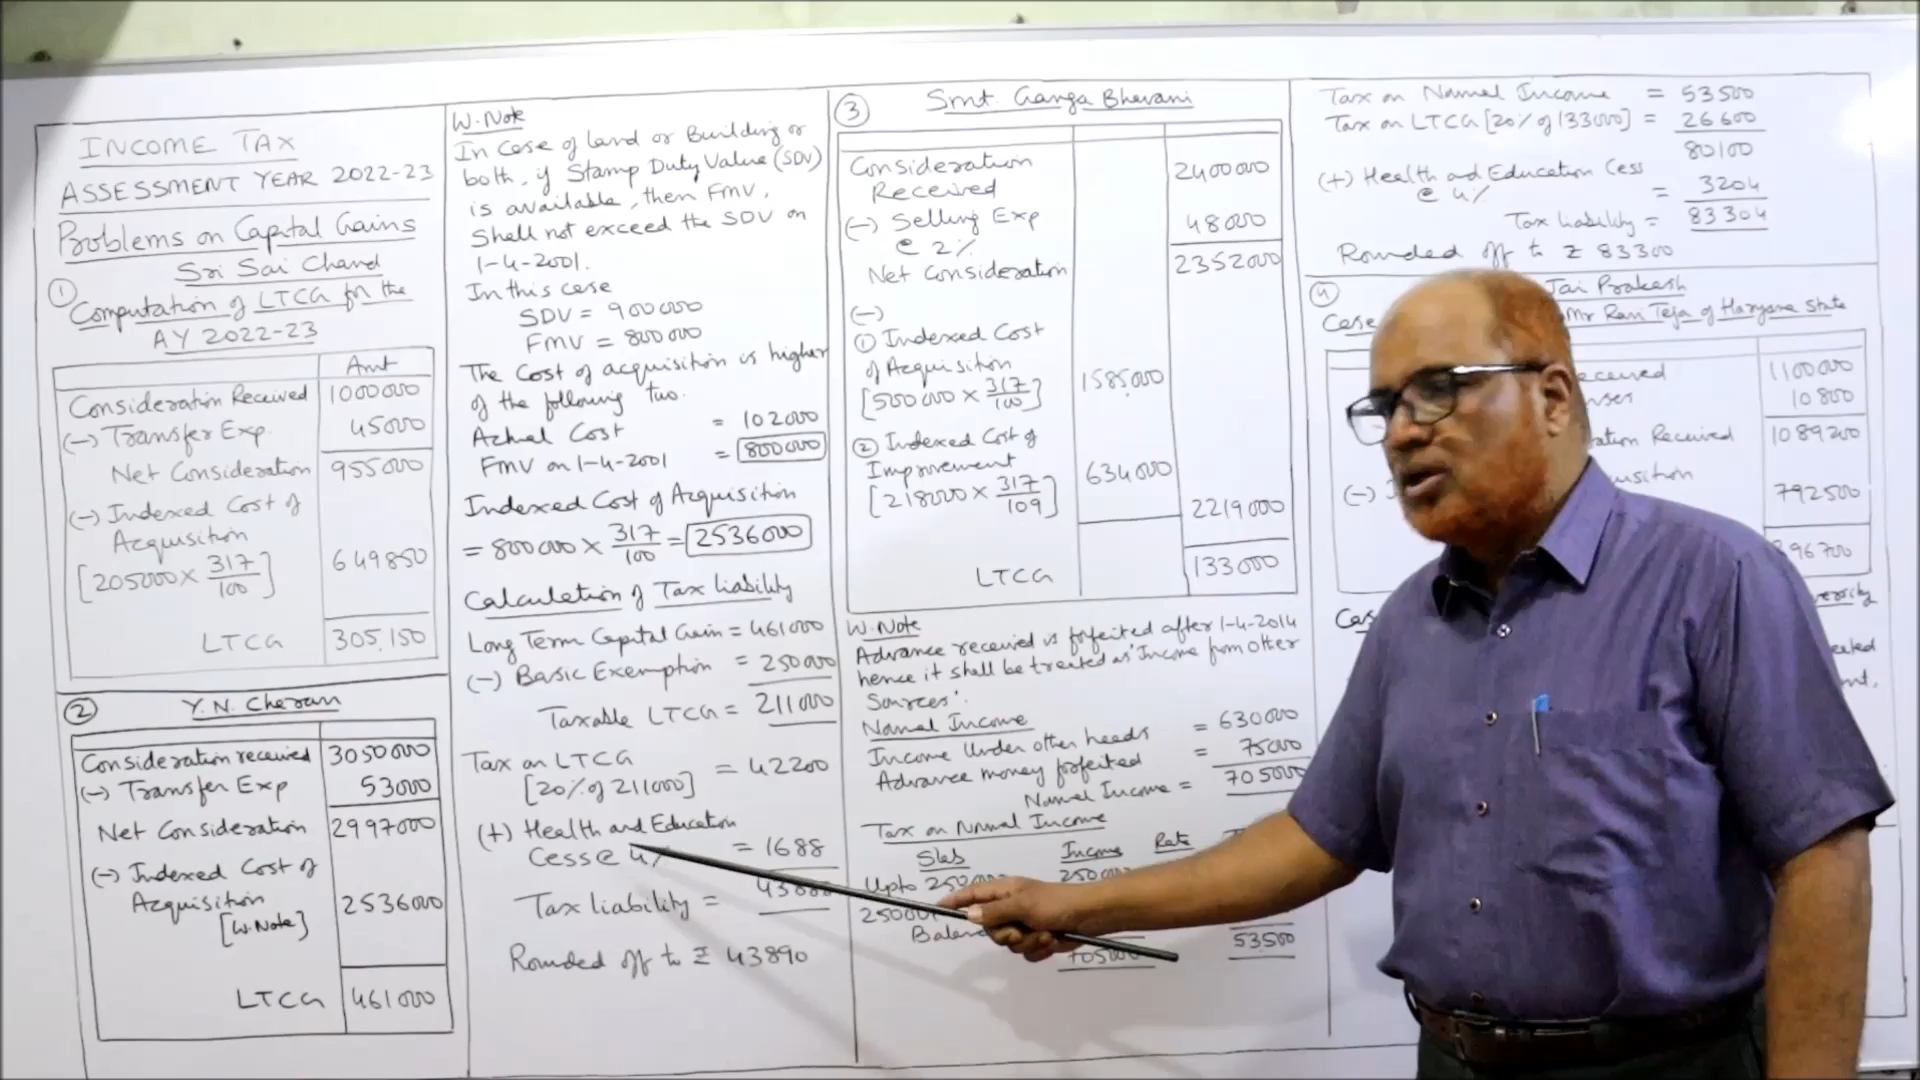 INCOME TAX
ASSESSMENT YEAR 2022-23
Problems on Capital Gains
Sri Sai Chand
①
Computation of LTCG for the
AY 2022-23
Amt
Consideration Received 1000000
(-) Transfer Exp. 45000
Net Consideration 955000
(-) Indexed Cost of
Acquisition
[205000 × 317/100] 649850
LTCG 305,150
② Y.N. Charan
Consideration received 3050000
(-) Transfer Exp 53000
Net Consideration 2997000
(-) Indexed Cost of
Acquisition 2536000
[W.Note]
LTCG 461000
W.Note
In Case of land or Building or
both, if Stamp Duty Value (SDV)
is available, then FMV,
Shall not exceed the SDV on
1-4-2001.
In this case
SDV = 900000
FMV = 800000
The Cost of acquisition is higher
of the following two.
Actual Cost = 102000
FMV on 1-4-2001 = 800000
Indexed Cost of Acquisition
= 800000 × 317/100 = 2536000
Calculation of Tax liability
Long Term Capital Gain = 461000
(-) Basic Exemption = 250000
Taxable LTCG = 211000
Tax on LTCG
[20% of 211000] = 42200
(+) Health and Education
Cess @ 4% = 1688
Tax liability =
Rounded off to ₹ 43890
③ Smt. Ganga Bhavani
Consideration
Received 2400000
(-) Selling Exp
@ 2% 48000
Net Consideration 2352000
(-)
① Indexed Cost
of Acquisition
[500000 × 317/100] 1585000
② Indexed Cost of
Improvement
[218000 × 317/109] 634000
2219000
LTCG 133000
W.Note
Advance received is forfeited after 1-4-2014
hence it shall be treated as 'Income from other
Sources'.
Normal Income
Income Under other heads = 630000
Advance money forfeited = 75000
Normal Income = 705000
Tax on Normal Income
Slab Income Rate
Upto 250000 250000
705000 53500
Tax on Normal Income = 53500
Tax on LTCG [20% of 133000] = 26600
80100
(+) Health and Education Cess
@ 4% = 3204
Tax liability = 83304
Rounded off to ₹ 83300
④ Jai Prakash
Case Mr Ravi Teja of Haryana State
1100000
10800
Received 1089200
(-)
792500